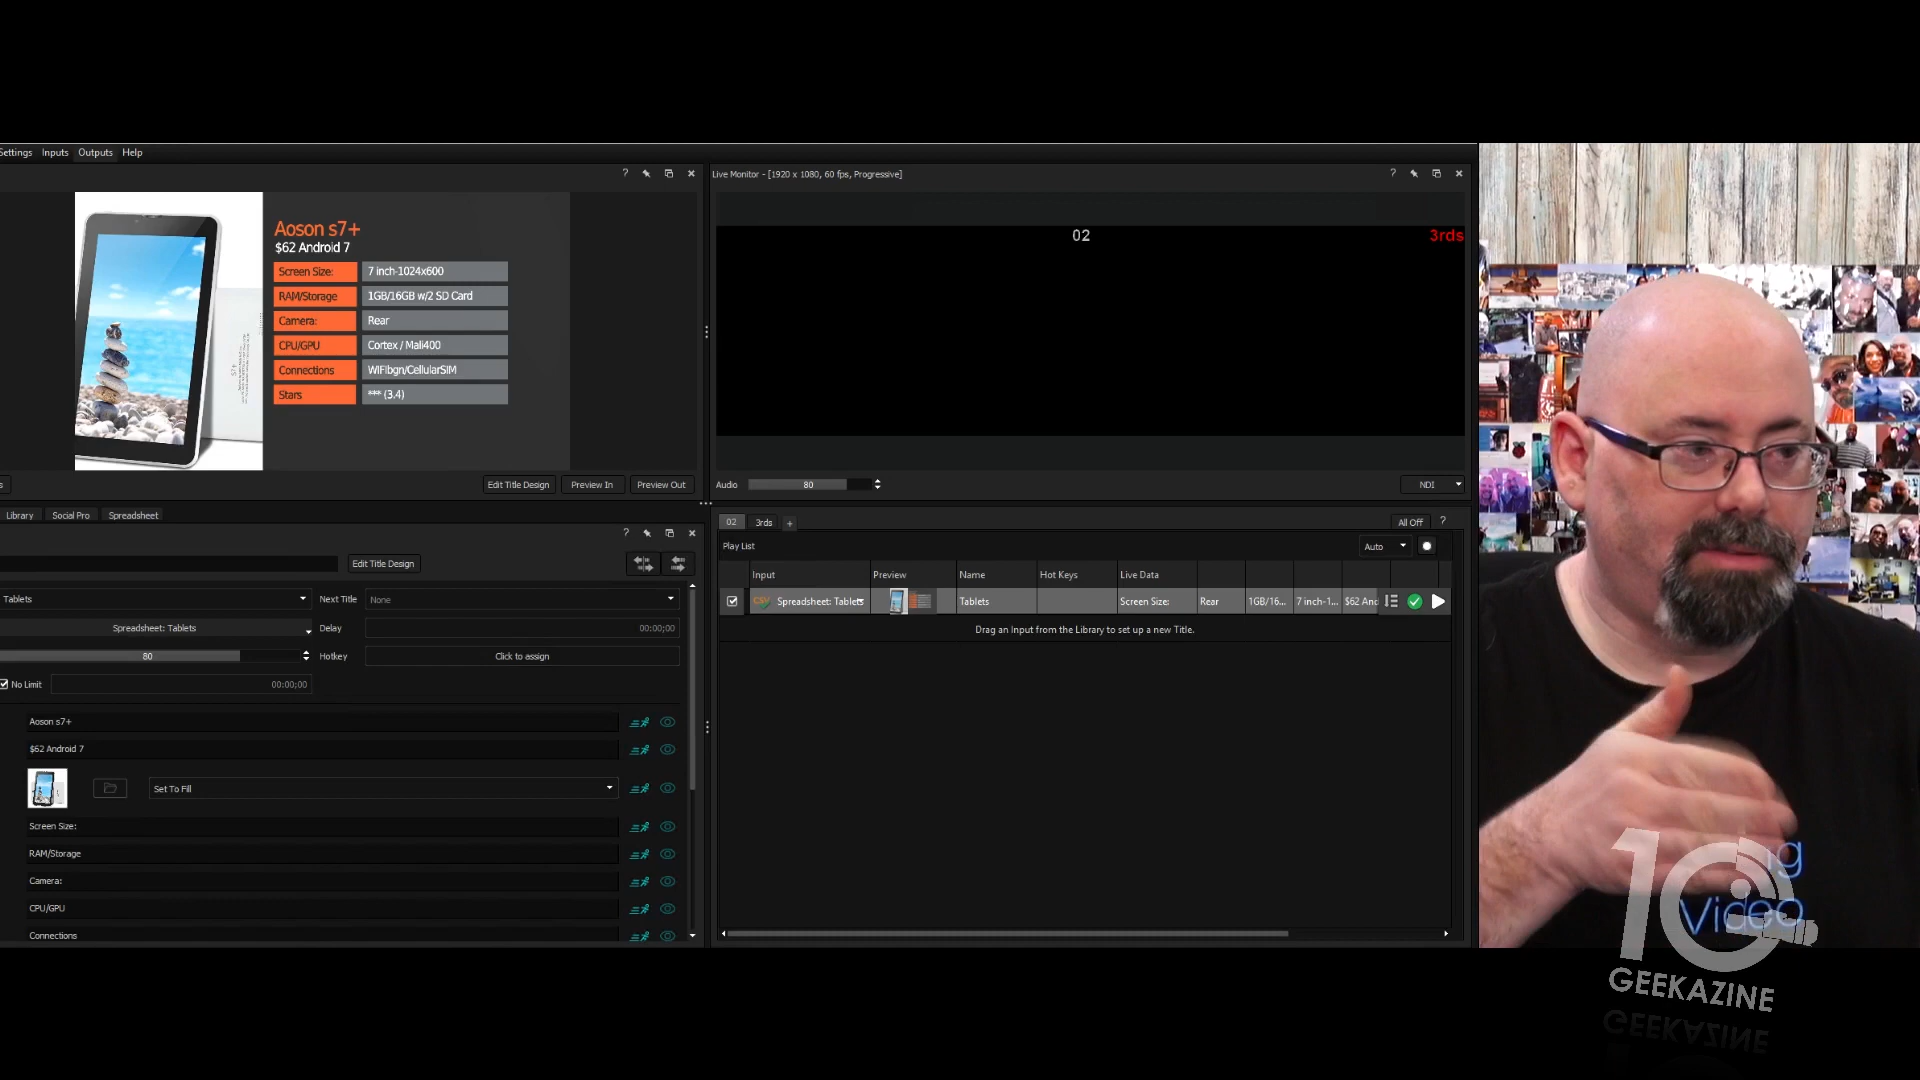 Settings Inputs Outputs Help
?
Live Monitor - [1920 x 1080, 60 fps, Progressive]
?
Aoson s7+
$62 Android 7
Screen Size: 7 inch-1024x600
RAM/Storage 1GB/16GB w/2 SD Card
Camera: Rear
CPU/GPU Cortex / Mali400
Connections WIFIbgn/CellularSIM
Stars *** (3.4)
02
3rds
Edit Title Design Preview In Preview Out
Audio 80
NDI
Library Social Pro Spreadsheet
?
Edit Title Design
Tablets
Next Title None
Spreadsheet: Tablets
Delay 00:00;00
80
Hotkey Click to assign
No Limit 00:00;00
Aoson s7+
$62 Android 7
Set To Fill
Screen Size:
RAM/Storage
Camera:
CPU/GPU
Connections
02 3rds + All Off ?
Play List Auto
Input Preview Name Hot Keys Live Data
CSV Spreadsheet: Tablets Tablets Screen Size: Rear 1GB/16... 7 inch-1... $62 And
Drag an Input from the Library to set up a new Title.
Video
10
GEEKAZINE